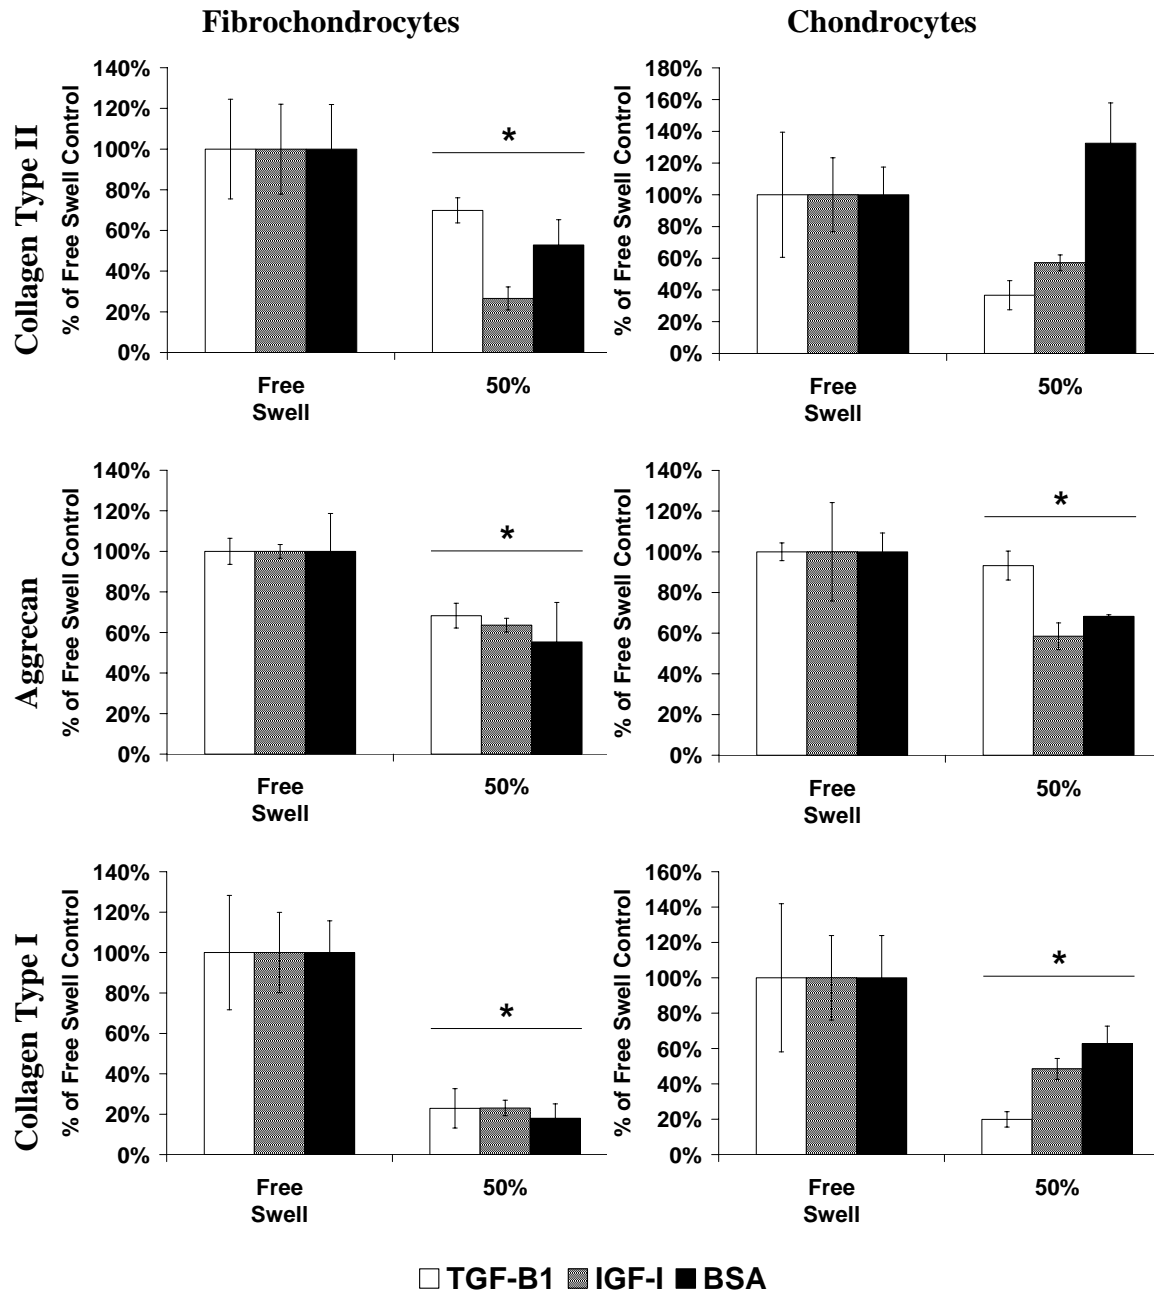 Fibrochondrocytes
Chondrocytes
Collagen Type II
% of Free Swell Control
140%
120%
100%
80%
60%
40%
20%
0%
*
Free
Swell
50%
% of Free Swell Control
180%
160%
140%
120%
100%
80%
60%
40%
20%
0%
Free
Swell
50%
Aggrecan
% of Free Swell Control
140%
120%
100%
80%
60%
40%
20%
0%
*
Free
Swell
50%
% of Free Swell Control
140%
120%
100%
80%
60%
40%
20%
0%
*
Free
Swell
50%
Collagen Type I
% of Free Swell Control
140%
120%
100%
80%
60%
40%
20%
0%
*
Free
Swell
50%
% of Free Swell Control
160%
140%
120%
100%
80%
60%
40%
20%
0%
*
Free
Swell
50%
TGF-B1 IGF-I BSA